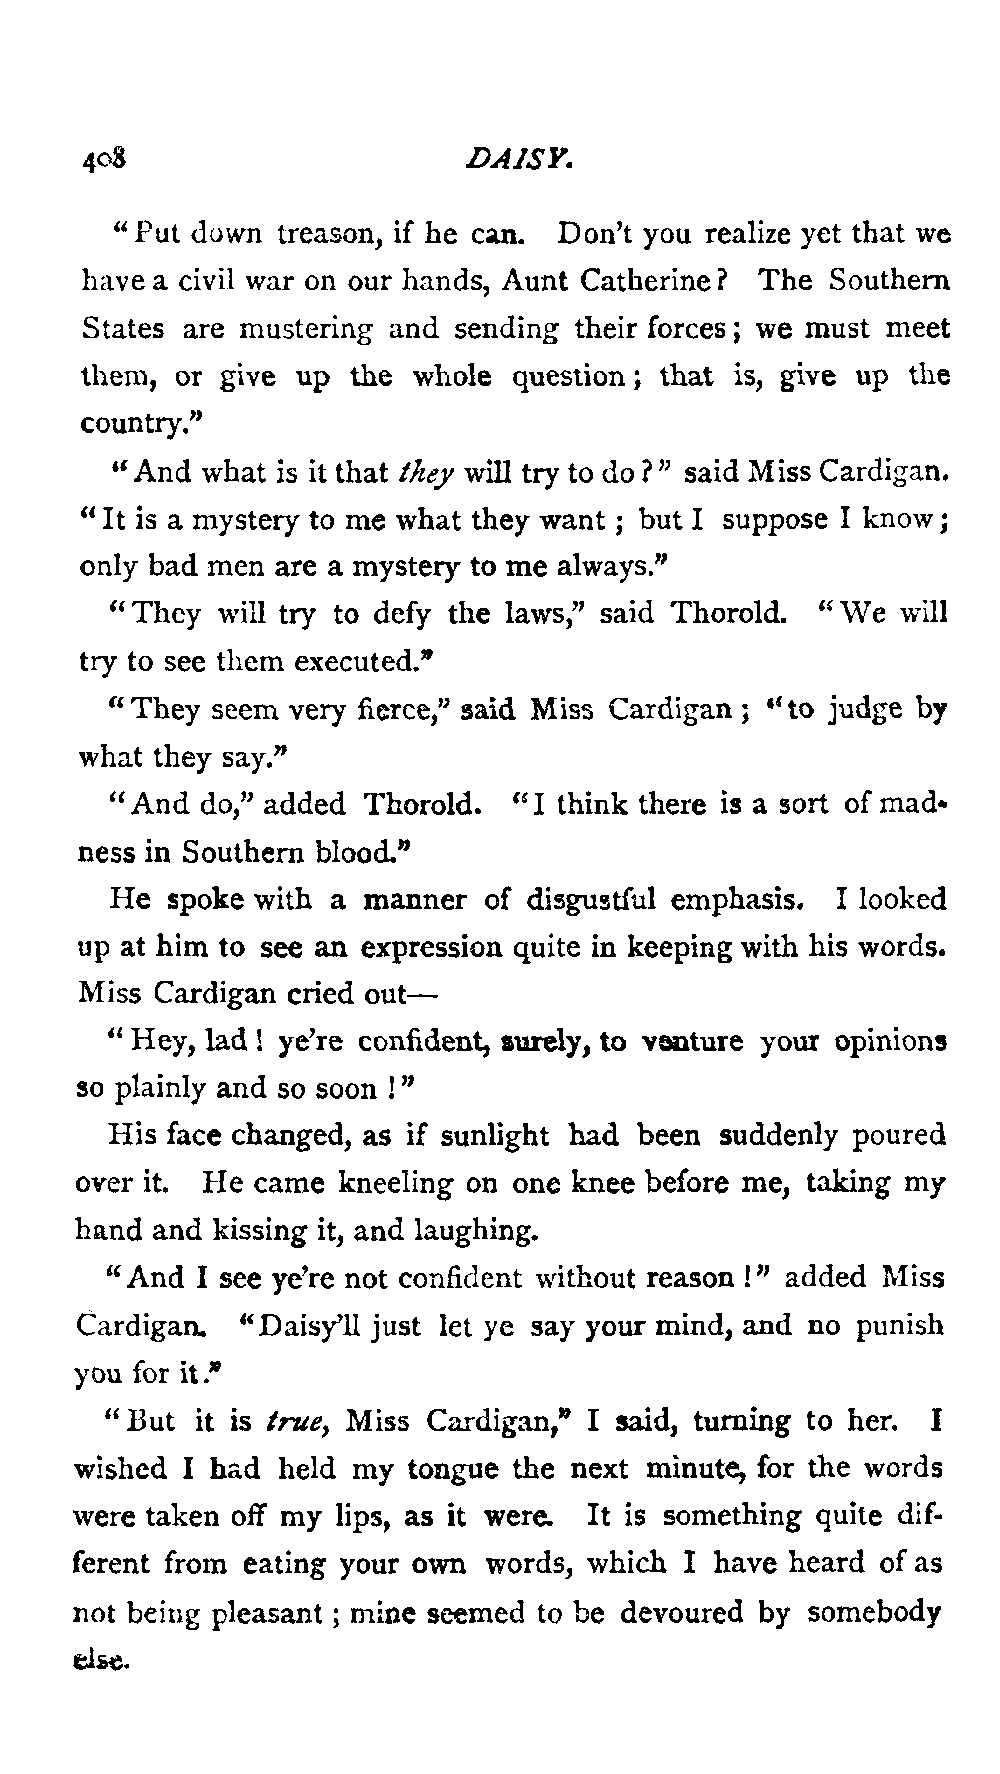 408 DAISY.
“Put down treason, if he can. Don’t you realize yet that we
have a civil war on our hands, Aunt Catherine? The Southern
States are mustering and sending their forces; we must meet
them, or give up the whole question; that is, give up the
country.”
“And what is it that they will try to do?” said Miss Cardigan.
“It is a mystery to me what they want; but I suppose I know;
only bad men are a mystery to me always.”
“They will try to defy the laws,” said Thorold. “We will
try to see them executed.”
“They seem very fierce,” said Miss Cardigan; “to judge by
what they say.”
“And do,” added Thorold. “I think there is a sort of mad-
ness in Southern blood.”
He spoke with a manner of disgustful emphasis. I looked
up at him to see an expression quite in keeping with his words.
Miss Cardigan cried out—
“Hey, lad! ye’re confident, surely, to venture your opinions
so plainly and so soon!”
His face changed, as if sunlight had been suddenly poured
over it. He came kneeling on one knee before me, taking my
hand and kissing it, and laughing.
“And I see ye’re not confident without reason!” added Miss
Cardigan. “Daisy’ll just let ye say your mind, and no punish
you for it.”
“But it is true, Miss Cardigan,” I said, turning to her. I
wished I had held my tongue the next minute, for the words
were taken off my lips, as it were. It is something quite dif-
ferent from eating your own words, which I have heard of as
not being pleasant; mine seemed to be devoured by somebody
else.